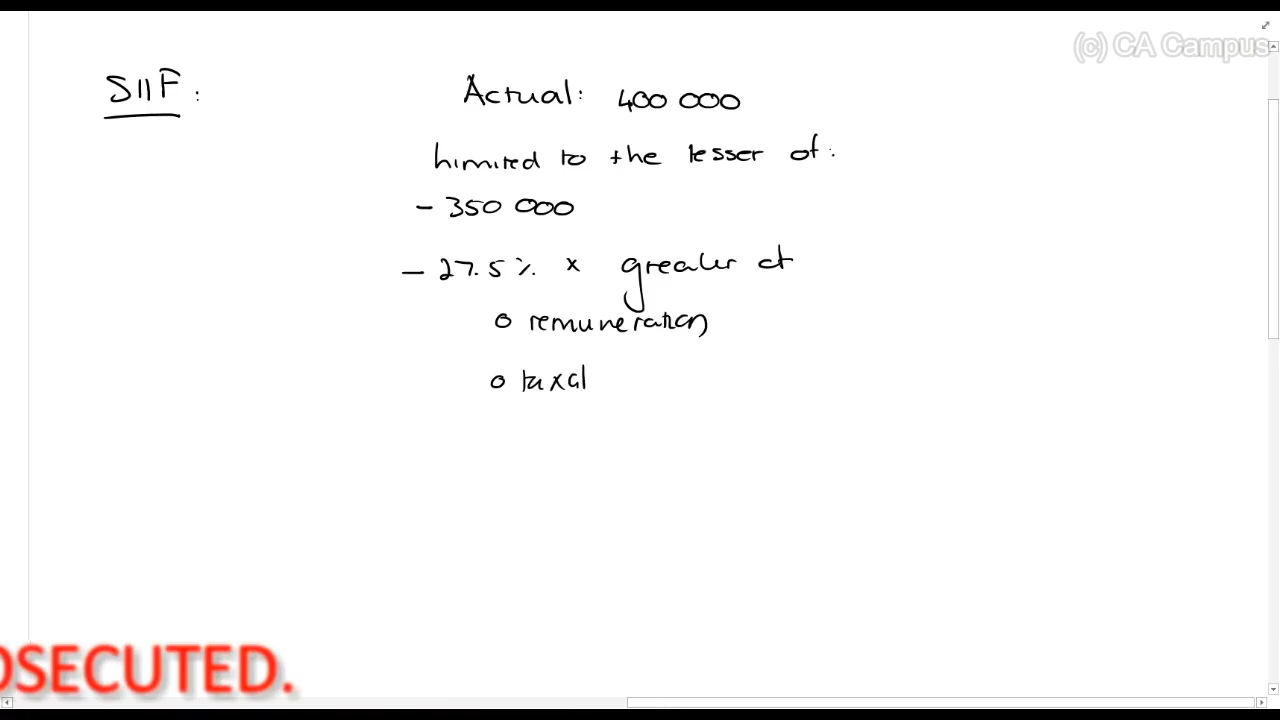 (c) CA Campus
S11F:
Actual: 400 000
himited to the lesser of:
- 350 000
- 27.5% x greater of
o remuneration
o taxal
OSECUTED.